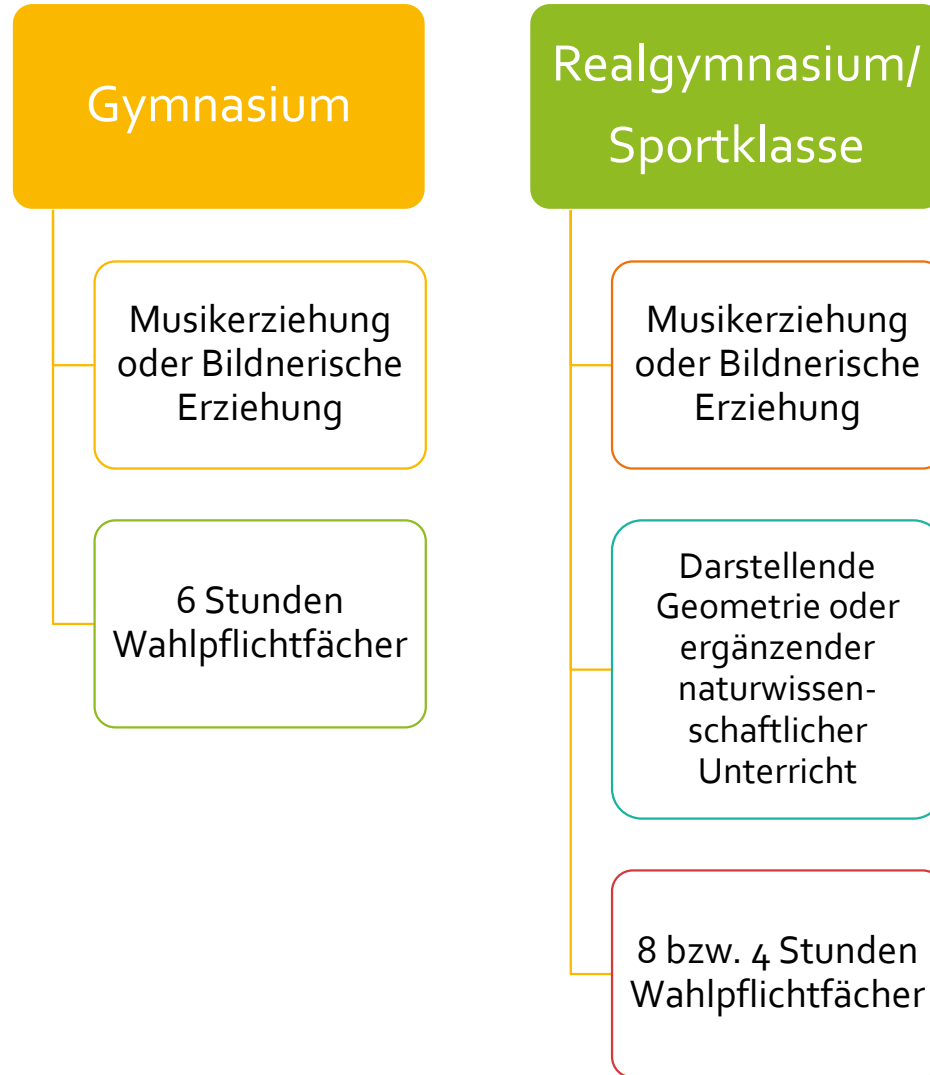 Gymnasium
Musikerziehung
oder Bildnerische
Erziehung
6 Stunden
Wahlpflichtfächer
Realgymnasium/
Sportklasse
Musikerziehung
oder Bildnerische
Erziehung
Darstellende
Geometrie oder
ergänzender
naturwissen-
schaftlicher
Unterricht
8 bzw. 4 Stunden
Wahlpflichtfächer